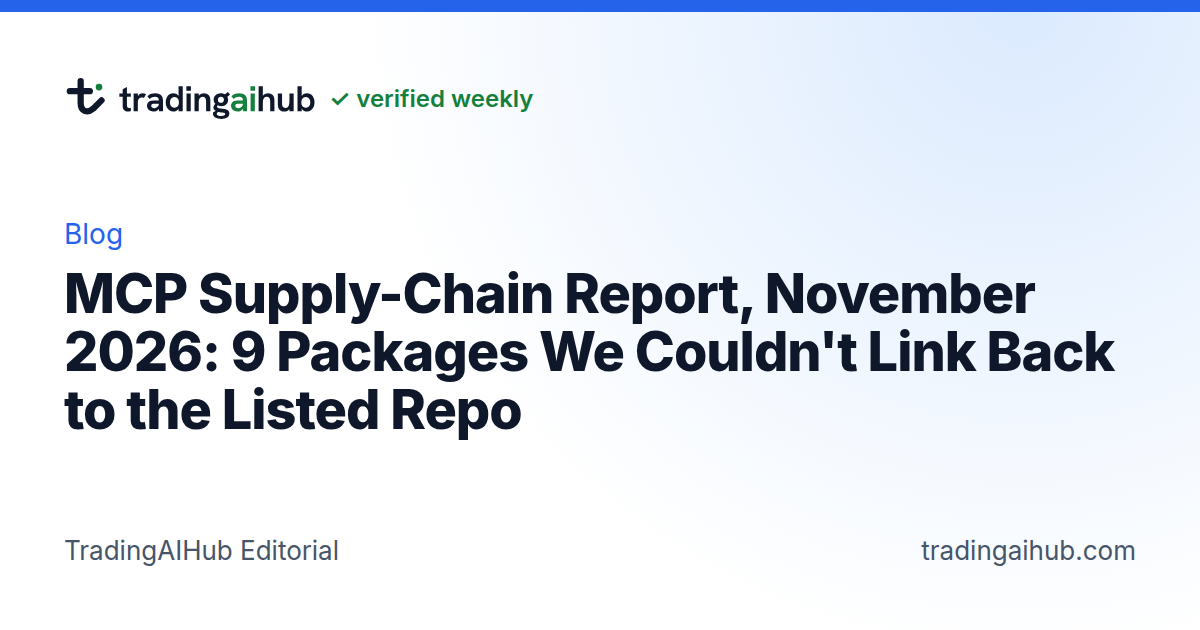 tradingaihub ✓ verified weekly
Blog
MCP Supply-Chain Report, November
2026: 9 Packages We Couldn't Link Back
to the Listed Repo
TradingAIHub Editorial
tradingaihub.com